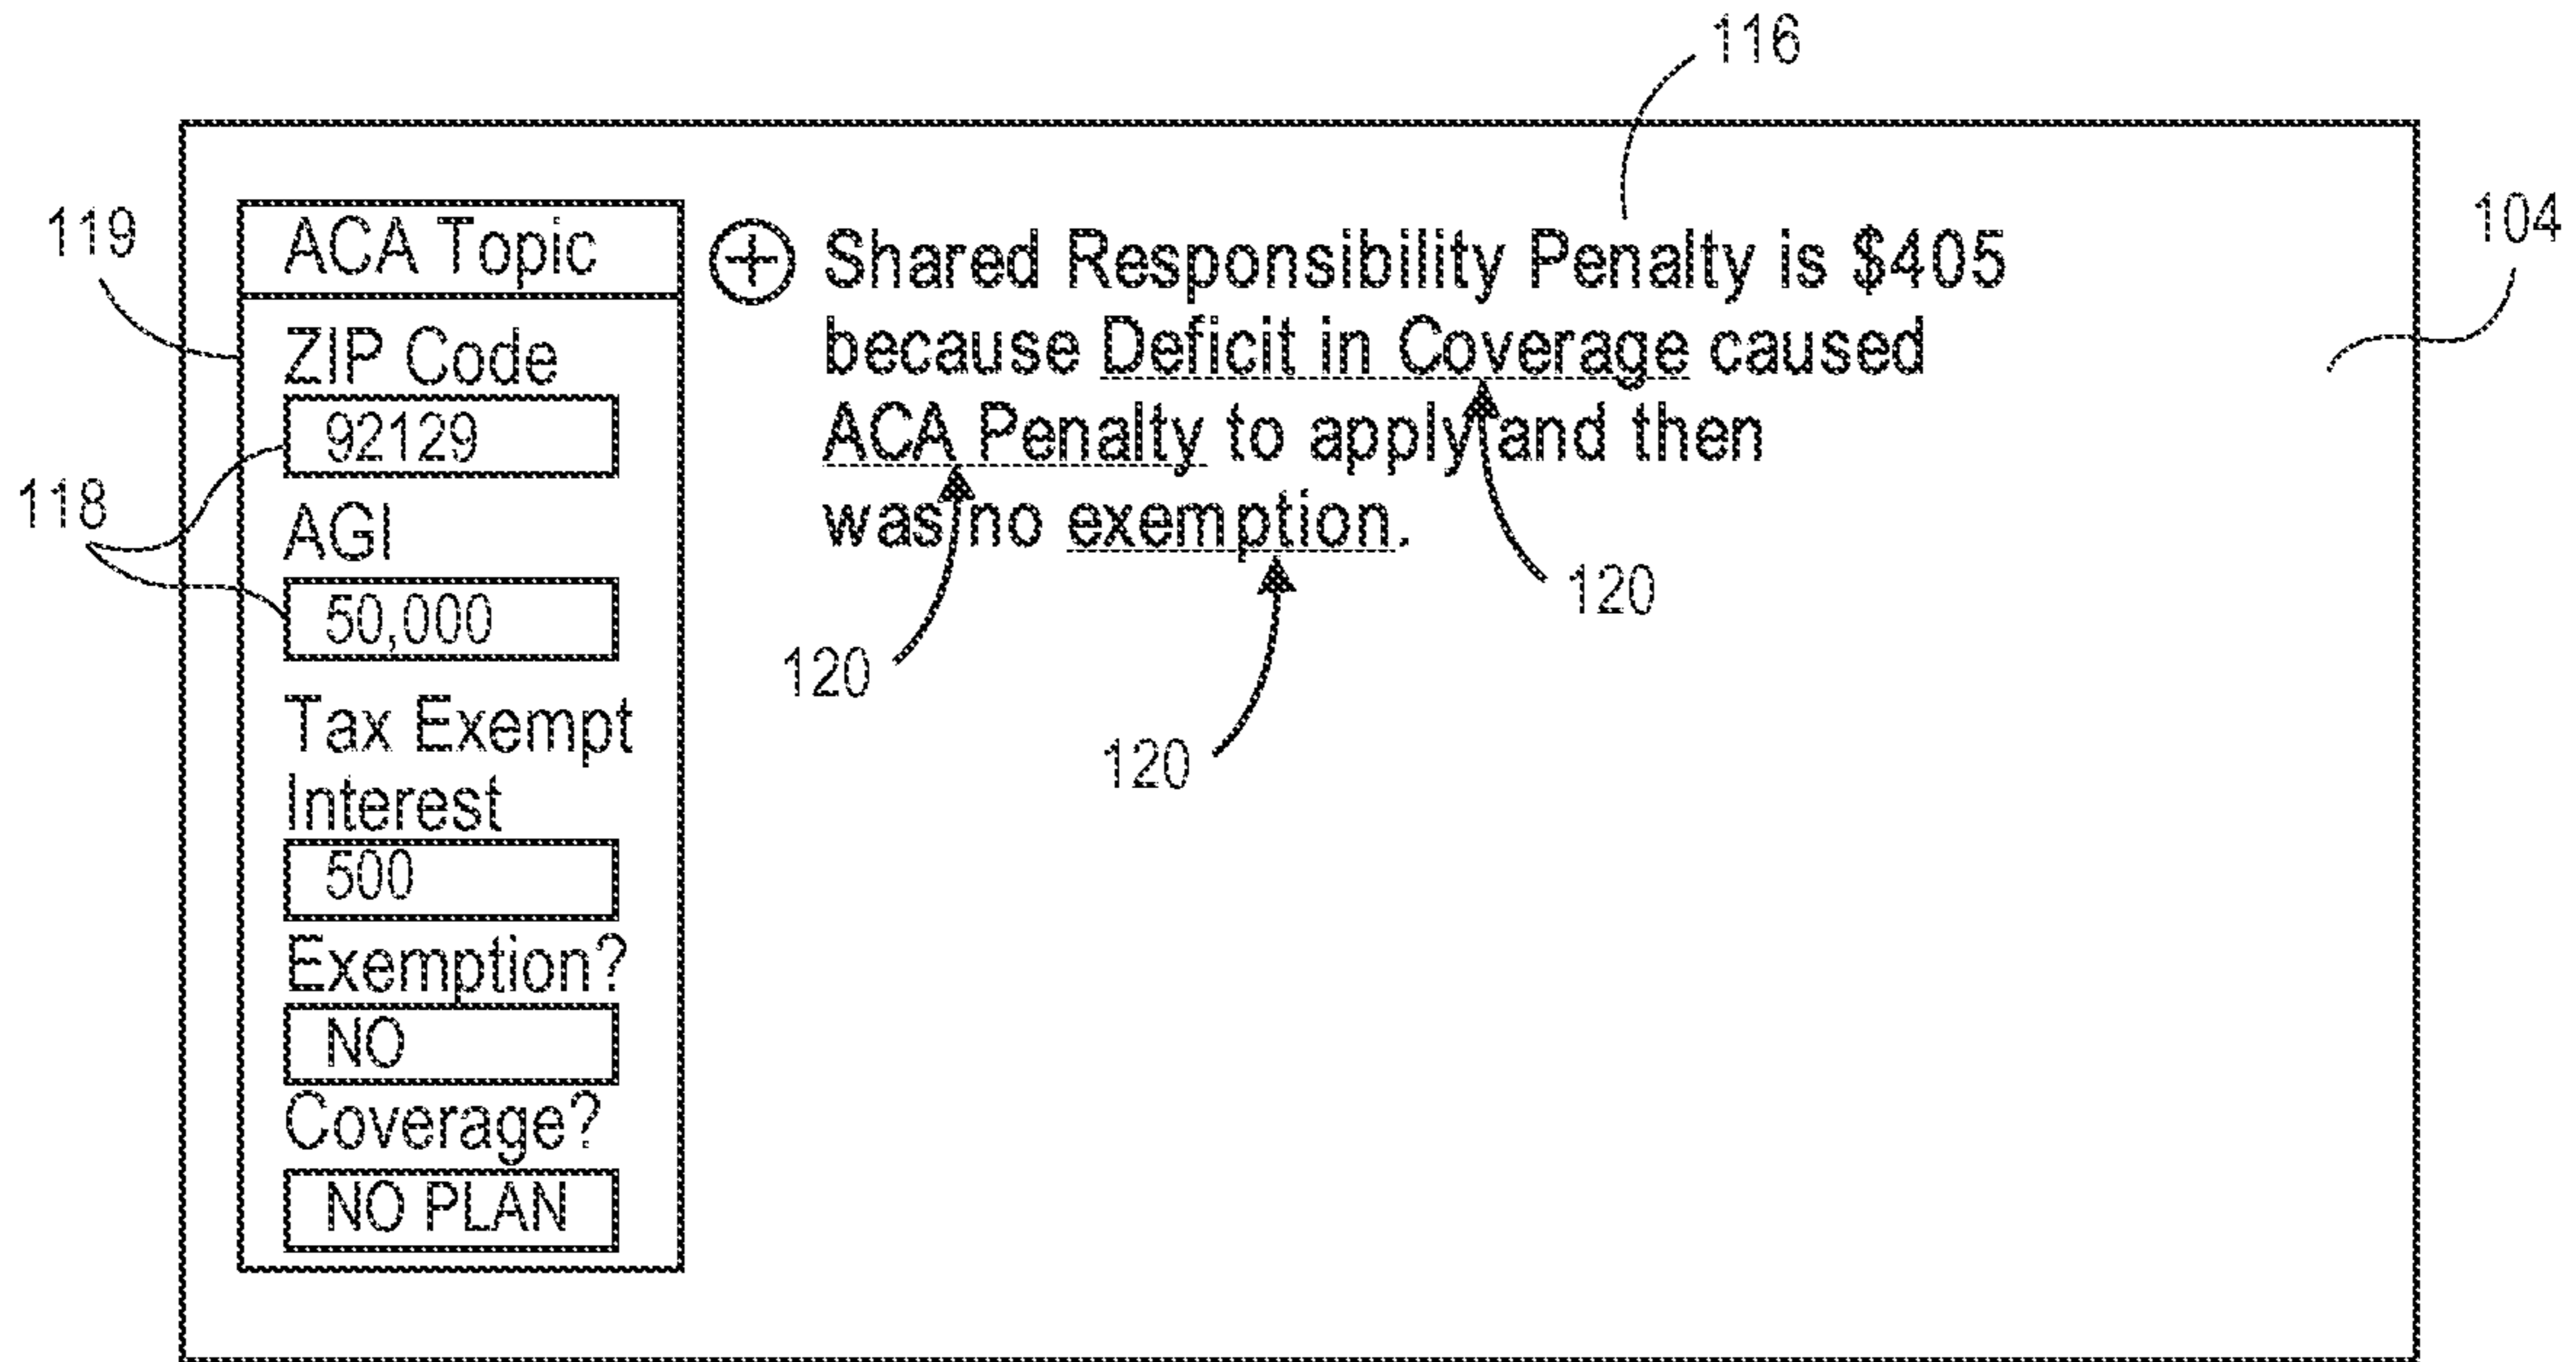 116
119
ACA Topic
Shared Responsibility Penalty is $405
104
because Deficit in Coverage caused
ACA Penalty to apply and then
was no exemption.
ZIP Code
92129
118
AGI
50,000
120
120
120
Tax Exempt
Interest
500
Exemption?
NO
Coverage?
NO PLAN